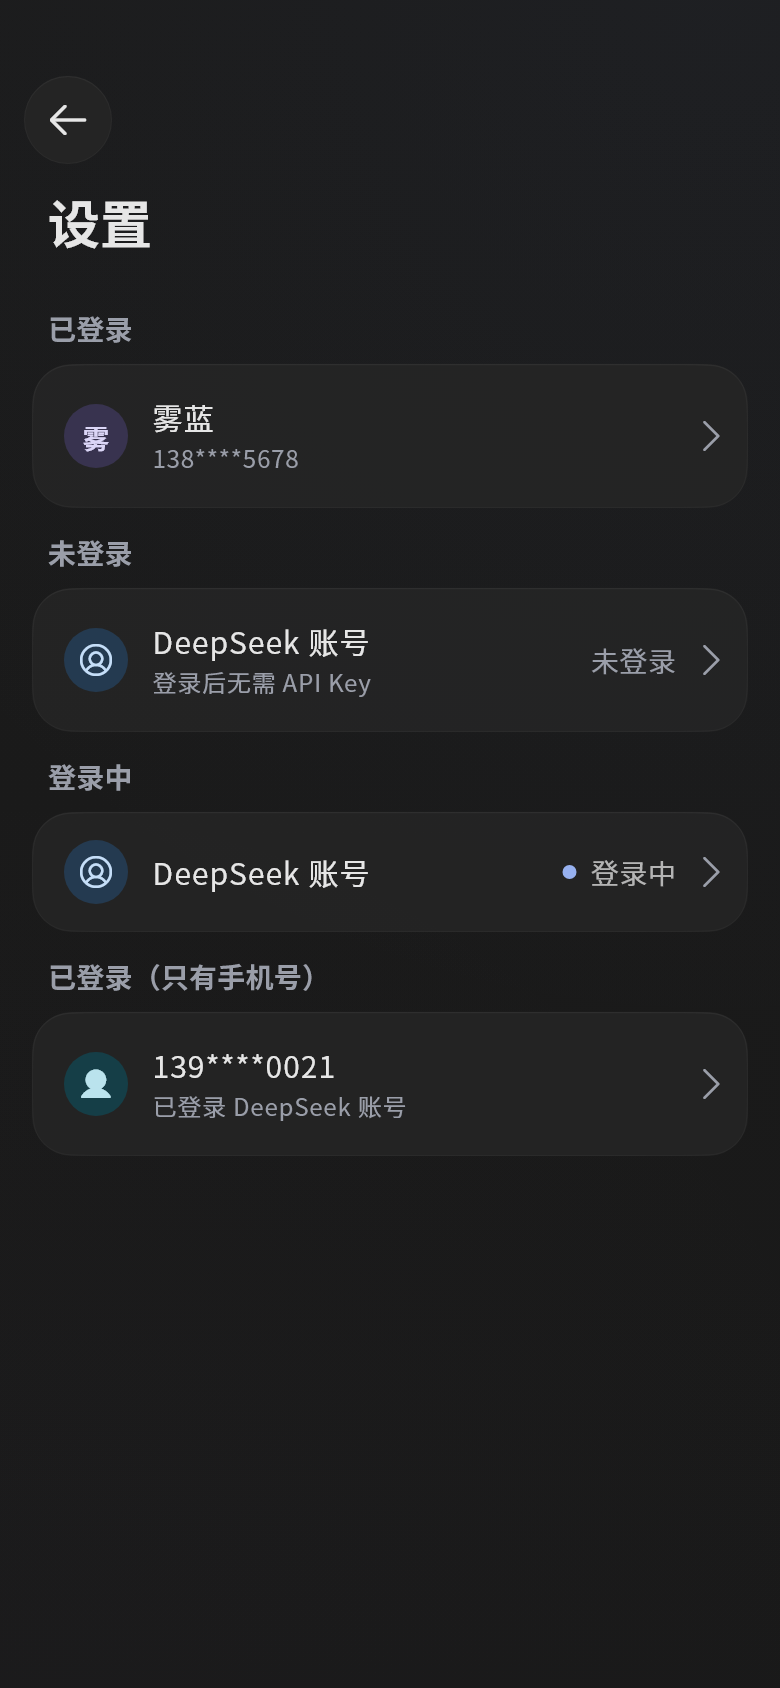 设置
已登录
雾
雾蓝
138****5678
未登录
DeepSeek 账号
登录后无需 API Key
未登录
登录中
DeepSeek 账号
登录中
已登录（只有手机号）
139****0021
已登录 DeepSeek 账号